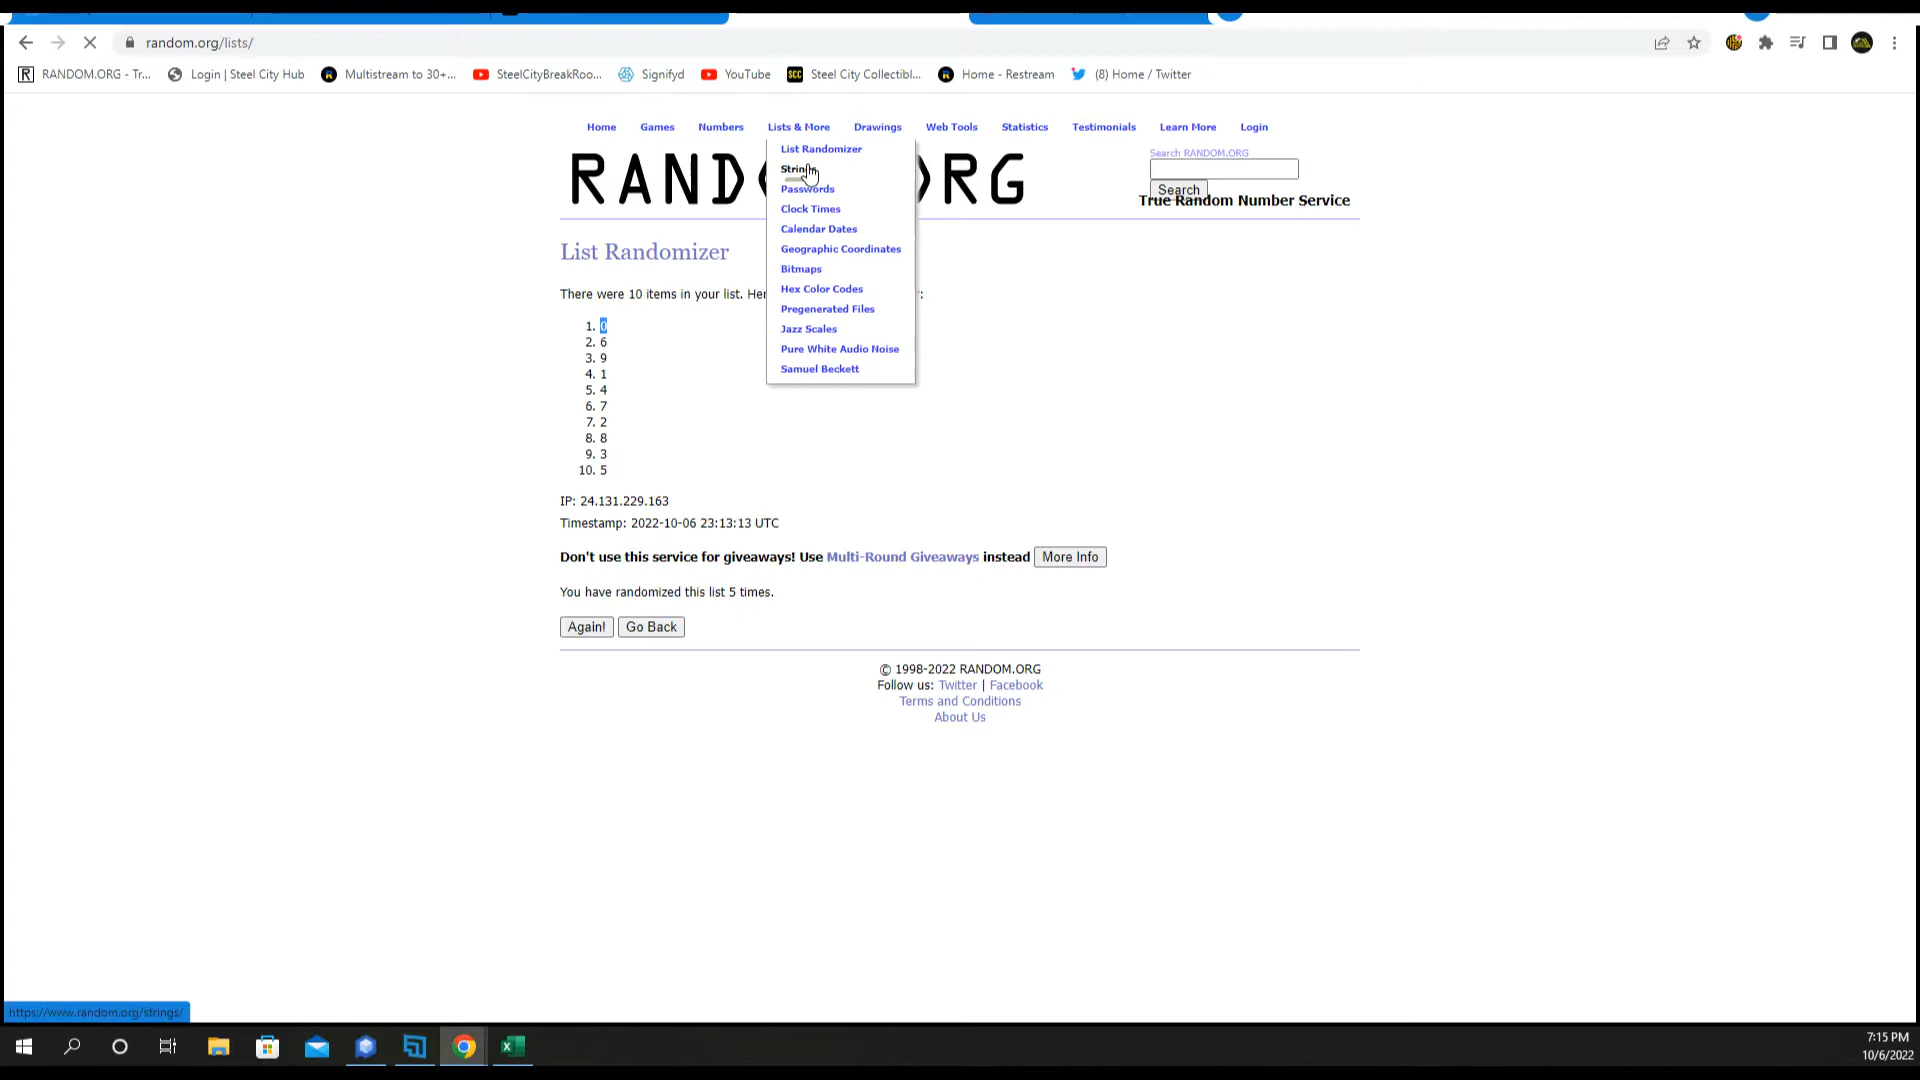 random.org/lists/
RANDOM.ORG - Tr... Login | Steel City Hub Multistream to 30+... SteelCityBreakRoo... Signifyd YouTube SCC Steel City Collectibl... Home - Restream (8) Home / Twitter
Home Games Numbers Lists & More Drawings Web Tools Statistics Testimonials Learn More Login
List Randomizer
Strings
Passwords
Clock Times
Calendar Dates
Geographic Coordinates
Bitmaps
Hex Color Codes
Pregenerated Files
Jazz Scales
Pure White Audio Noise
Samuel Beckett
RAND RG
Search RANDOM.ORG
Search
True Random Number Service
List Randomizer
There were 10 items in your list. Her :
1. 0
2. 6
3. 9
4. 1
5. 4
6. 7
7. 2
8. 8
9. 3
10. 5
IP: 24.131.229.163
Timestamp: 2022-10-06 23:13:13 UTC
Don't use this service for giveaways! Use Multi-Round Giveaways instead More Info
You have randomized this list 5 times.
Again! Go Back
© 1998-2022 RANDOM.ORG
Follow us: Twitter | Facebook
Terms and Conditions
About Us
https://www.random.org/strings/
7:15 PM
10/6/2022